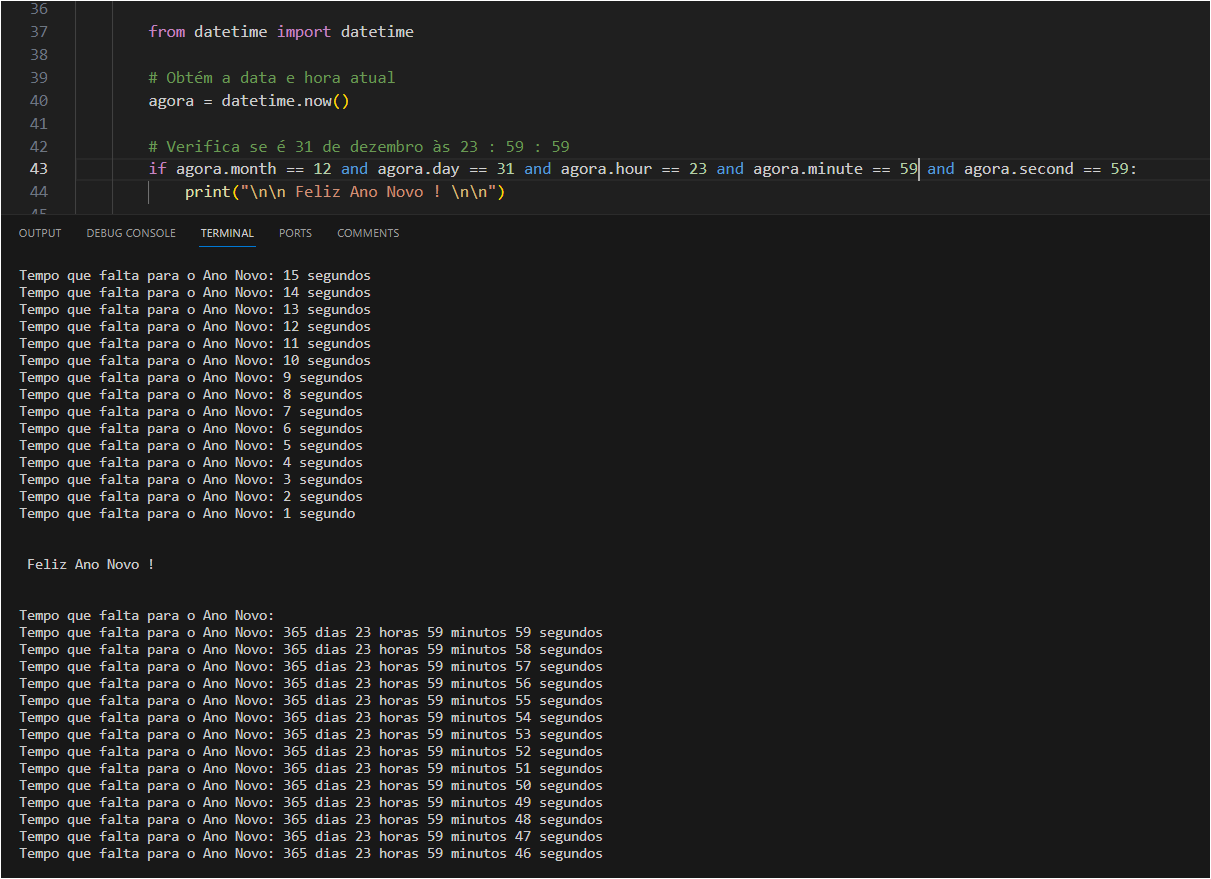 36
37 from datetime import datetime
38
39 # Obtém a data e hora atual
40 agora = datetime.now()
41
42 # Verifica se é 31 de dezembro às 23 : 59 : 59
43 if agora.month == 12 and agora.day == 31 and agora.hour == 23 and agora.minute == 59 and agora.second == 59:
44 print("\n\n Feliz Ano Novo ! \n\n")
45
OUTPUT DEBUG CONSOLE TERMINAL PORTS COMMENTS
Tempo que falta para o Ano Novo: 15 segundos
Tempo que falta para o Ano Novo: 14 segundos
Tempo que falta para o Ano Novo: 13 segundos
Tempo que falta para o Ano Novo: 12 segundos
Tempo que falta para o Ano Novo: 11 segundos
Tempo que falta para o Ano Novo: 10 segundos
Tempo que falta para o Ano Novo: 9 segundos
Tempo que falta para o Ano Novo: 8 segundos
Tempo que falta para o Ano Novo: 7 segundos
Tempo que falta para o Ano Novo: 6 segundos
Tempo que falta para o Ano Novo: 5 segundos
Tempo que falta para o Ano Novo: 4 segundos
Tempo que falta para o Ano Novo: 3 segundos
Tempo que falta para o Ano Novo: 2 segundos
Tempo que falta para o Ano Novo: 1 segundo
Feliz Ano Novo !
Tempo que falta para o Ano Novo:
Tempo que falta para o Ano Novo: 365 dias 23 horas 59 minutos 59 segundos
Tempo que falta para o Ano Novo: 365 dias 23 horas 59 minutos 58 segundos
Tempo que falta para o Ano Novo: 365 dias 23 horas 59 minutos 57 segundos
Tempo que falta para o Ano Novo: 365 dias 23 horas 59 minutos 56 segundos
Tempo que falta para o Ano Novo: 365 dias 23 horas 59 minutos 55 segundos
Tempo que falta para o Ano Novo: 365 dias 23 horas 59 minutos 54 segundos
Tempo que falta para o Ano Novo: 365 dias 23 horas 59 minutos 53 segundos
Tempo que falta para o Ano Novo: 365 dias 23 horas 59 minutos 52 segundos
Tempo que falta para o Ano Novo: 365 dias 23 horas 59 minutos 51 segundos
Tempo que falta para o Ano Novo: 365 dias 23 horas 59 minutos 50 segundos
Tempo que falta para o Ano Novo: 365 dias 23 horas 59 minutos 49 segundos
Tempo que falta para o Ano Novo: 365 dias 23 horas 59 minutos 48 segundos
Tempo que falta para o Ano Novo: 365 dias 23 horas 59 minutos 47 segundos
Tempo que falta para o Ano Novo: 365 dias 23 horas 59 minutos 46 segundos